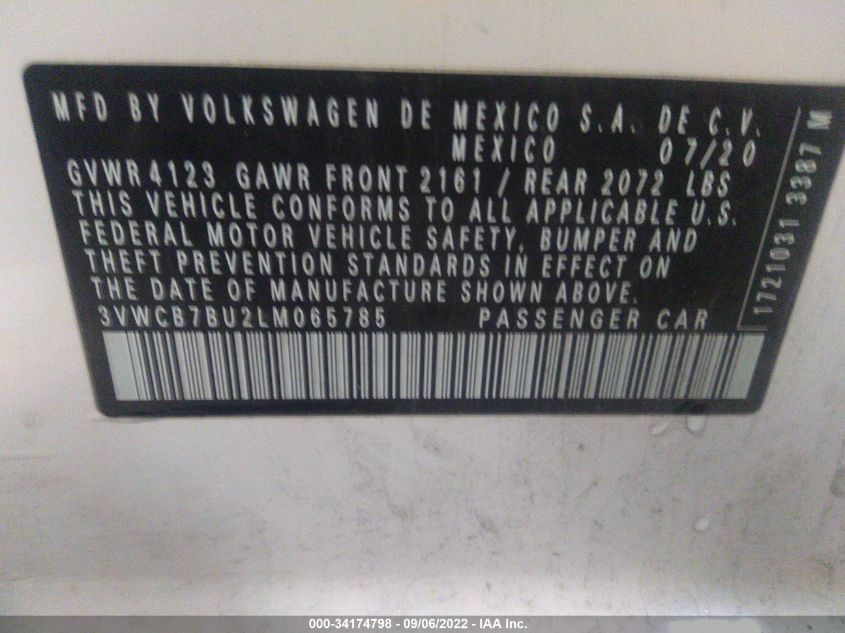 MFD BY VOLKSWAGEN DE MEXICO S.A. DE C.V.
MEXICO 07/20
GVWR 4123 GAWR FRONT 2161 / REAR 2072 LBS
THIS VEHICLE CONFORMS TO ALL APPLICABLE U.S.
FEDERAL MOTOR VEHICLE SAFETY, BUMPER AND
THEFT PREVENTION STANDARDS IN EFFECT ON
THE DATE OF MANUFACTURE SHOWN ABOVE.
3VWCB7BU2LM065785 PASSENGER CAR
1721031 3387 M
000-34174798 - 09/06/2022 - IAA Inc.